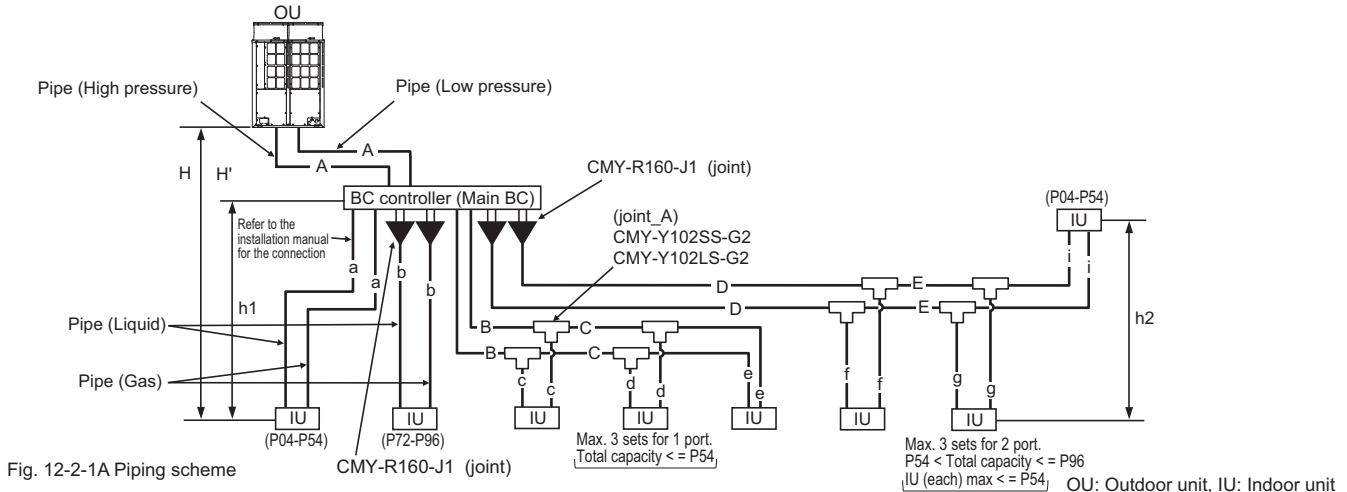 OU
Pipe (High pressure)
Pipe (Low pressure)
A
A
H
H'
CMY-R160-J1 (joint)
BC controller (Main BC)
(P04-P54)
IU
(joint_A)
CMY-Y102SS-G2
CMY-Y102LS-G2
Refer to the
installation manual
for the connection
a
a
b
b
i
i
D
E
D
E
h1
h2
Pipe (Liquid)
B
C
B
C
Pipe (Gas)
c
c
d
d
e
e
f
f
g
g
IU
IU
IU
IU
IU
IU
IU
(P04-P54)
(P72-P96)
Max. 3 sets for 1 port.
Total capacity < = P54
Max. 3 sets for 2 port.
P54 < Total capacity < = P96
IU (each) max < = P54
Fig. 12-2-1A Piping scheme
CMY-R160-J1 (joint)
OU: Outdoor unit, IU: Indoor unit